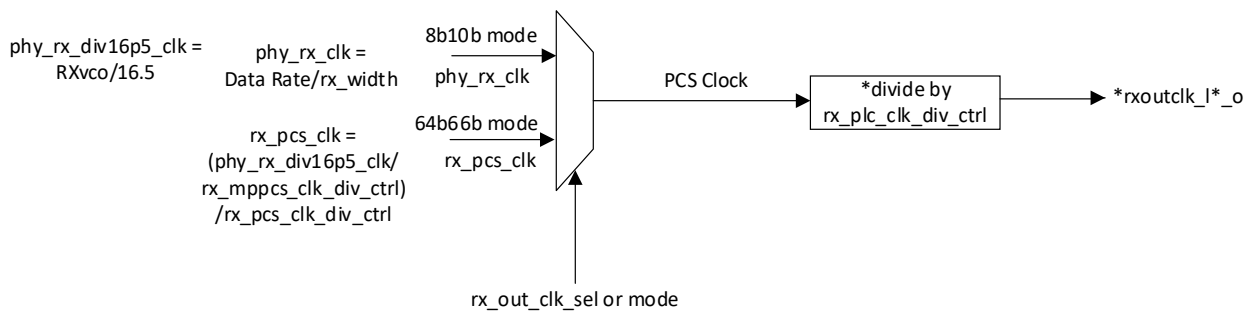 phy_rx_div16p5_clk =
RXvco/16.5
phy_rx_clk =
Data Rate/rx_width
8b10b mode
phy_rx_clk
rx_pcs_clk =
(phy_rx_div16p5_clk/
rx_mppcs_clk_div_ctrl)
/rx_pcs_clk_div_ctrl
64b66b mode
rx_pcs_clk
PCS Clock
*divide by
rx_plc_clk_div_ctrl
*rxoutclk_l*_o
rx_out_clk_sel or mode